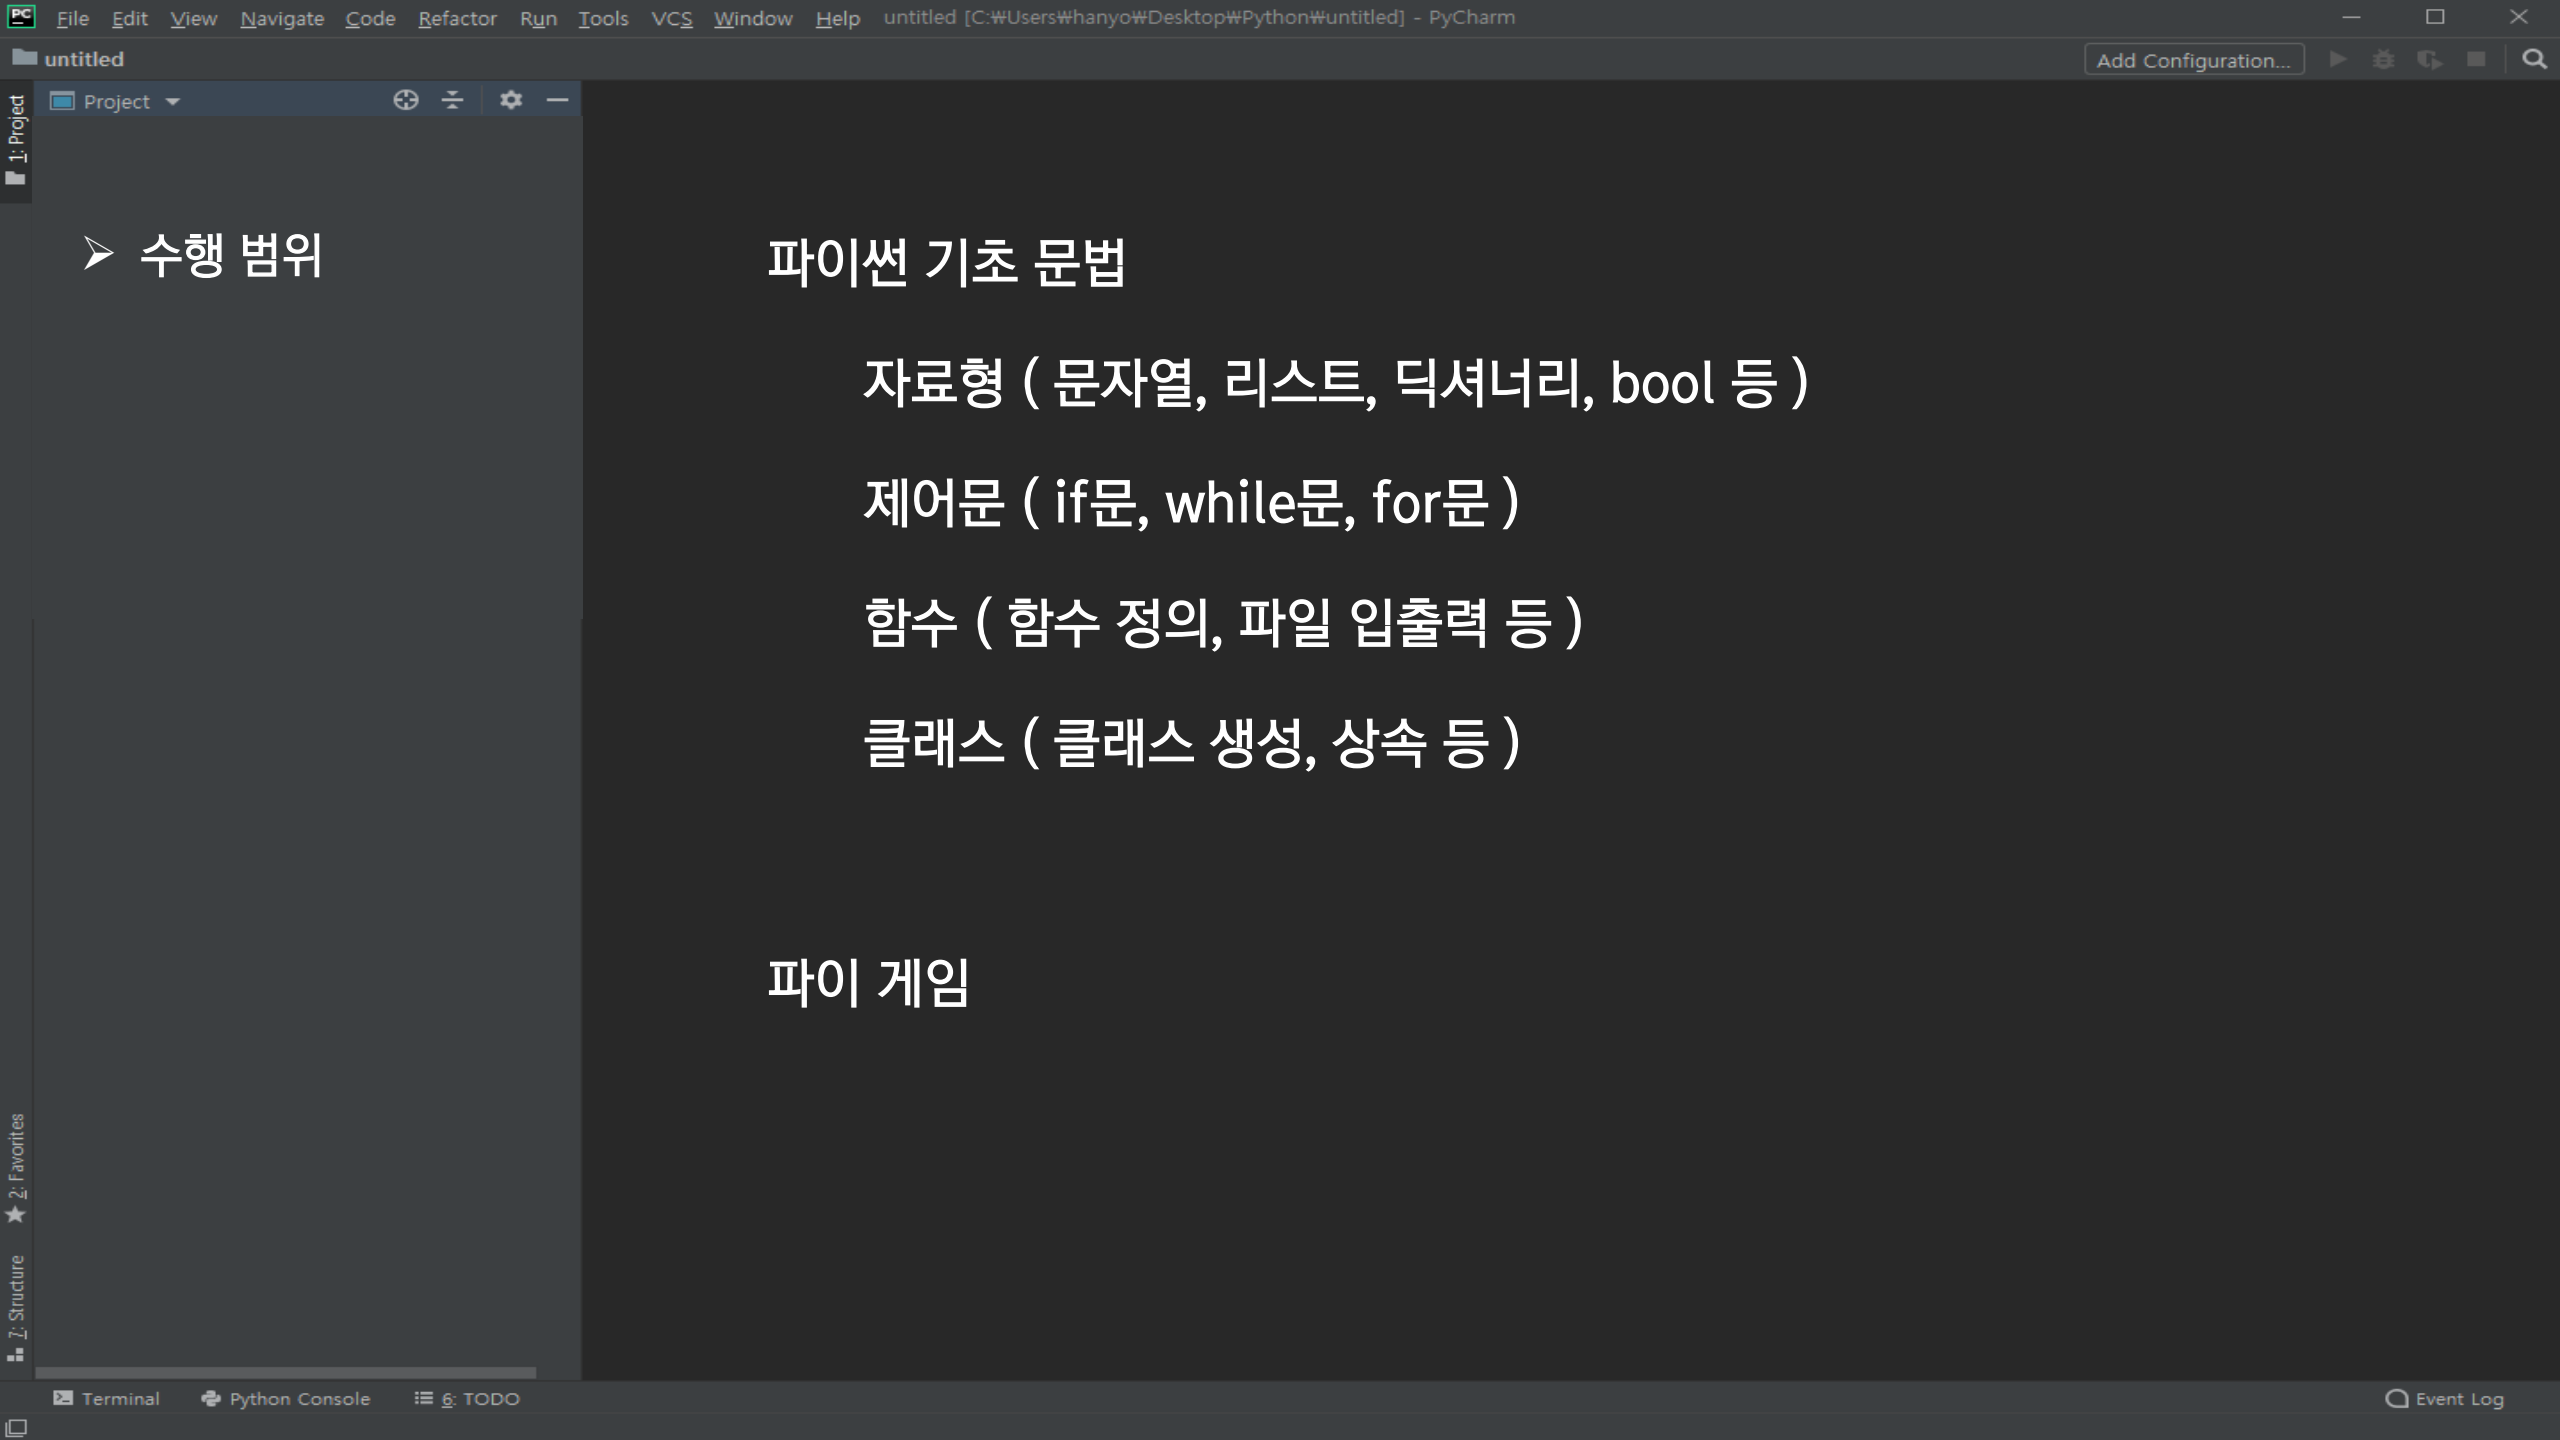 PC File Edit View Navigate Code Refactor Run Tools VCS Window Help untitled [C:₩Users₩hanyo₩Desktop₩Python₩untitled] - PyCharm
untitled Add Configuration...
Project
1: Project
➢ 수행 범위
파이썬 기초 문법
자료형 ( 문자열, 리스트, 딕셔너리, bool 등 )
제어문 ( if문, while문, for문 )
함수 ( 함수 정의, 파일 입출력 등 )
클래스 ( 클래스 생성, 상속 등 )
파이 게임
2: Favorites
7: Structure
Terminal Python Console 6: TODO Event Log